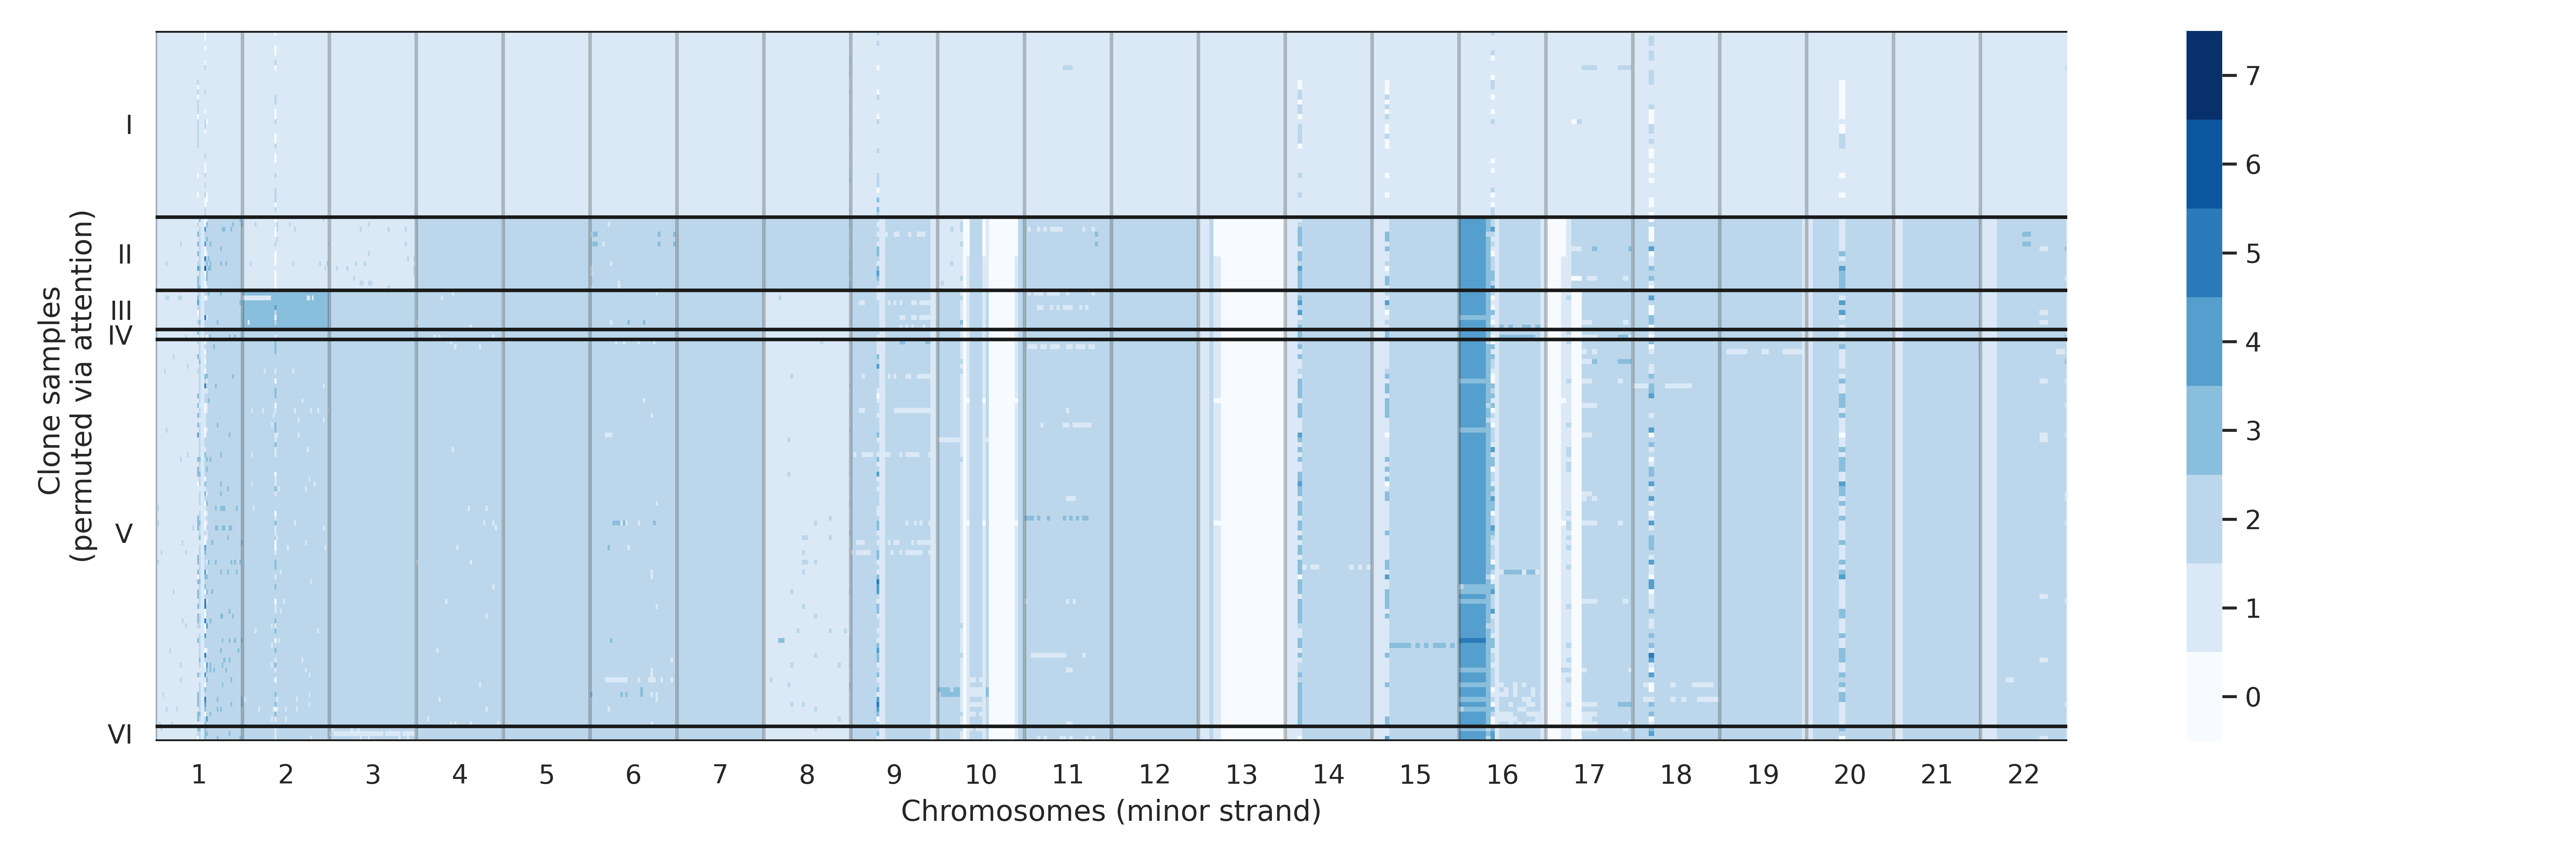 Clone samples
(permuted via attention)
I
II
III
IV
V
VI
1 2 3 4 5 6 7 8 9 10 11 12 13 14 15 16 17 18 19 20 21 22
Chromosomes (minor strand)
7
6
5
4
3
2
1
0